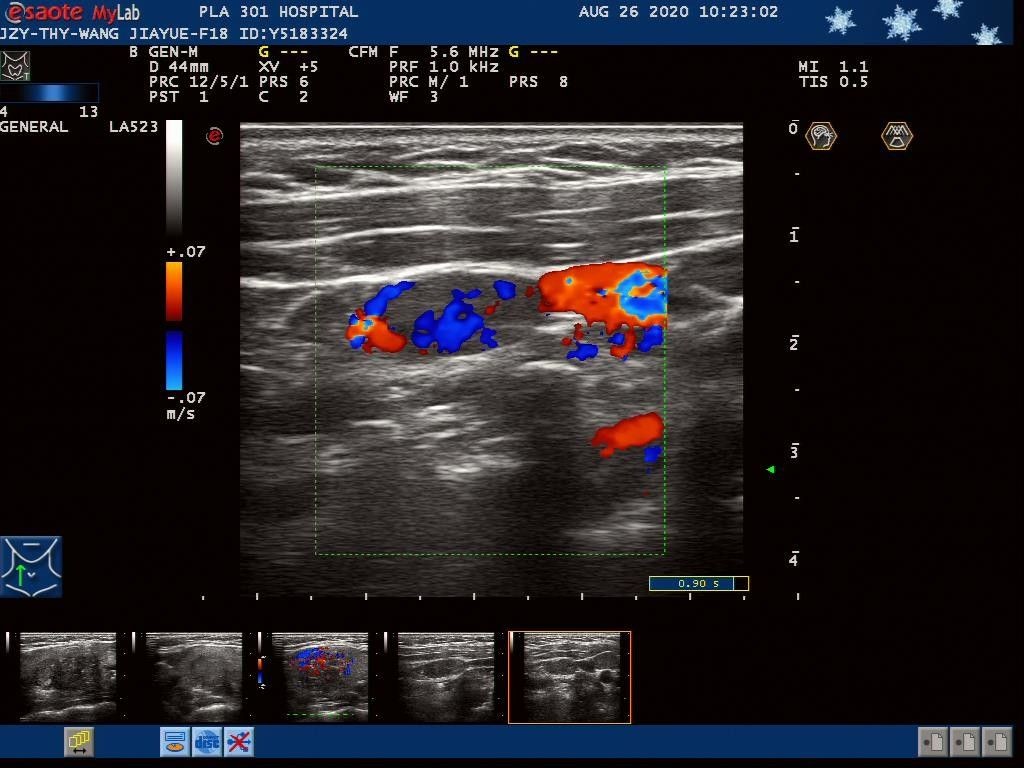 esaote MyLab PLA 301 HOSPITAL AUG 26 2020 10:23:02
JZY-THY-WANG JIAYUE-F18 ID:Y5183324
B GEN-M G --- CFM F 5.6 MHz G ---
D 44mm XV +5 PRF 1.0 kHz MI 1.1
PRC 12/5/1 PRS 6 PRC M/ 1 PRS 8 TIS 0.5
PST 1 C 2 WF 3
4 13
GENERAL LA523
0
1
+.07
2
-.07
m/s
3
4
0.90 s
disc